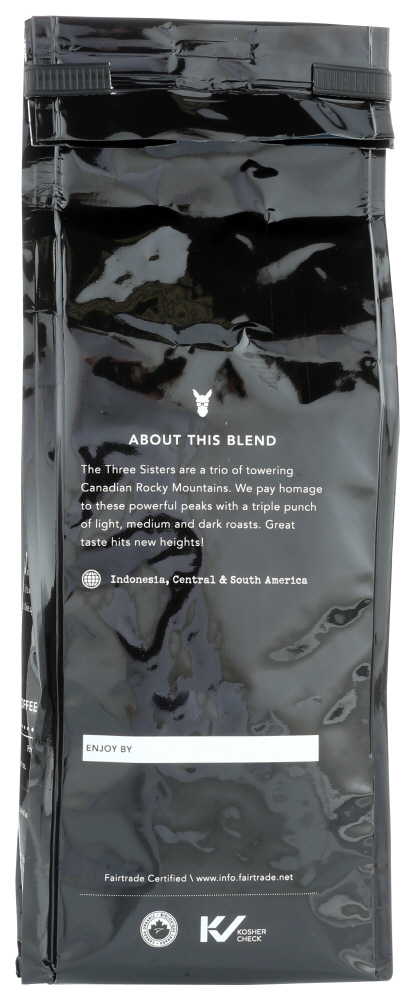 ABOUT THIS BLEND
The Three Sisters are a trio of towering
Canadian Rocky Mountains. We pay homage
to these powerful peaks with a triple punch
of light, medium and dark roasts. Great
taste hits new heights!
Indonesia, Central & South America
ENJOY BY
Fairtrade Certified \ www.info.fairtrade.net
KOSHER
CHECK